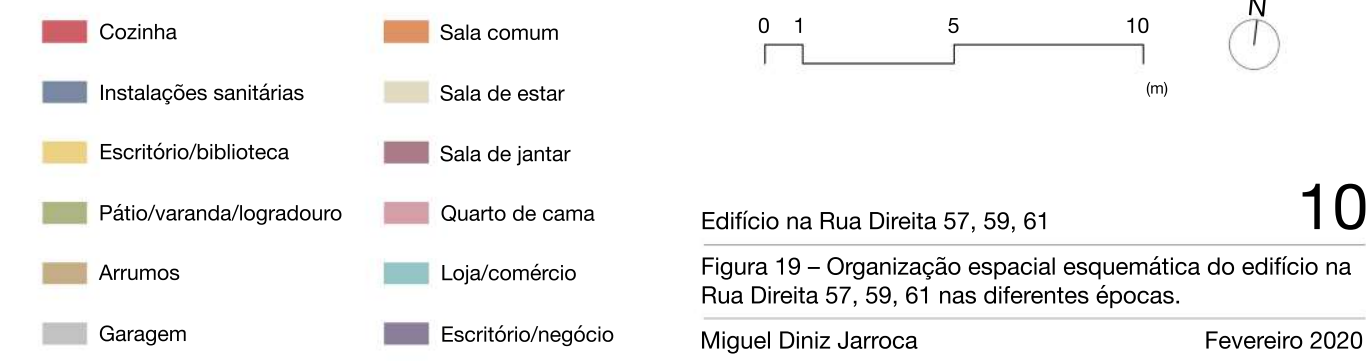 Cozinha
Instalações sanitárias
Escritório/biblioteca
Pátio/varanda/logradouro
Arrumos
Garagem
Sala comum
Sala de estar
Sala de jantar
Quarto de cama
Loja/comércio
Escritório/negócio
0 1 5 10
(m)
N
10
Edifício na Rua Direita 57, 59, 61
Figura 19 – Organização espacial esquemática do edifício na
Rua Direita 57, 59, 61 nas diferentes épocas.
Miguel Diniz Jarroca Fevereiro 2020